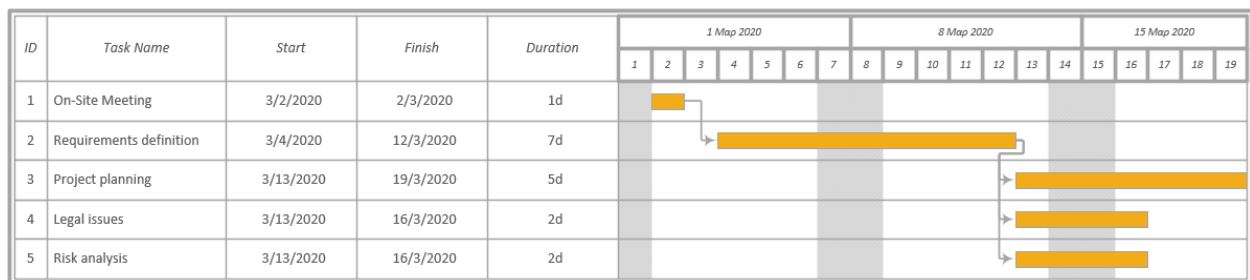 ID Task Name Start Finish Duration 1 Мар 2020 8 Мар 2020 15 Мар 2020
1 2 3 4 5 6 7 8 9 10 11 12 13 14 15 16 17 18 19
1 On-Site Meeting 3/2/2020 2/3/2020 1d
2 Requirements definition 3/4/2020 12/3/2020 7d
3 Project planning 3/13/2020 19/3/2020 5d
4 Legal issues 3/13/2020 16/3/2020 2d
5 Risk analysis 3/13/2020 16/3/2020 2d